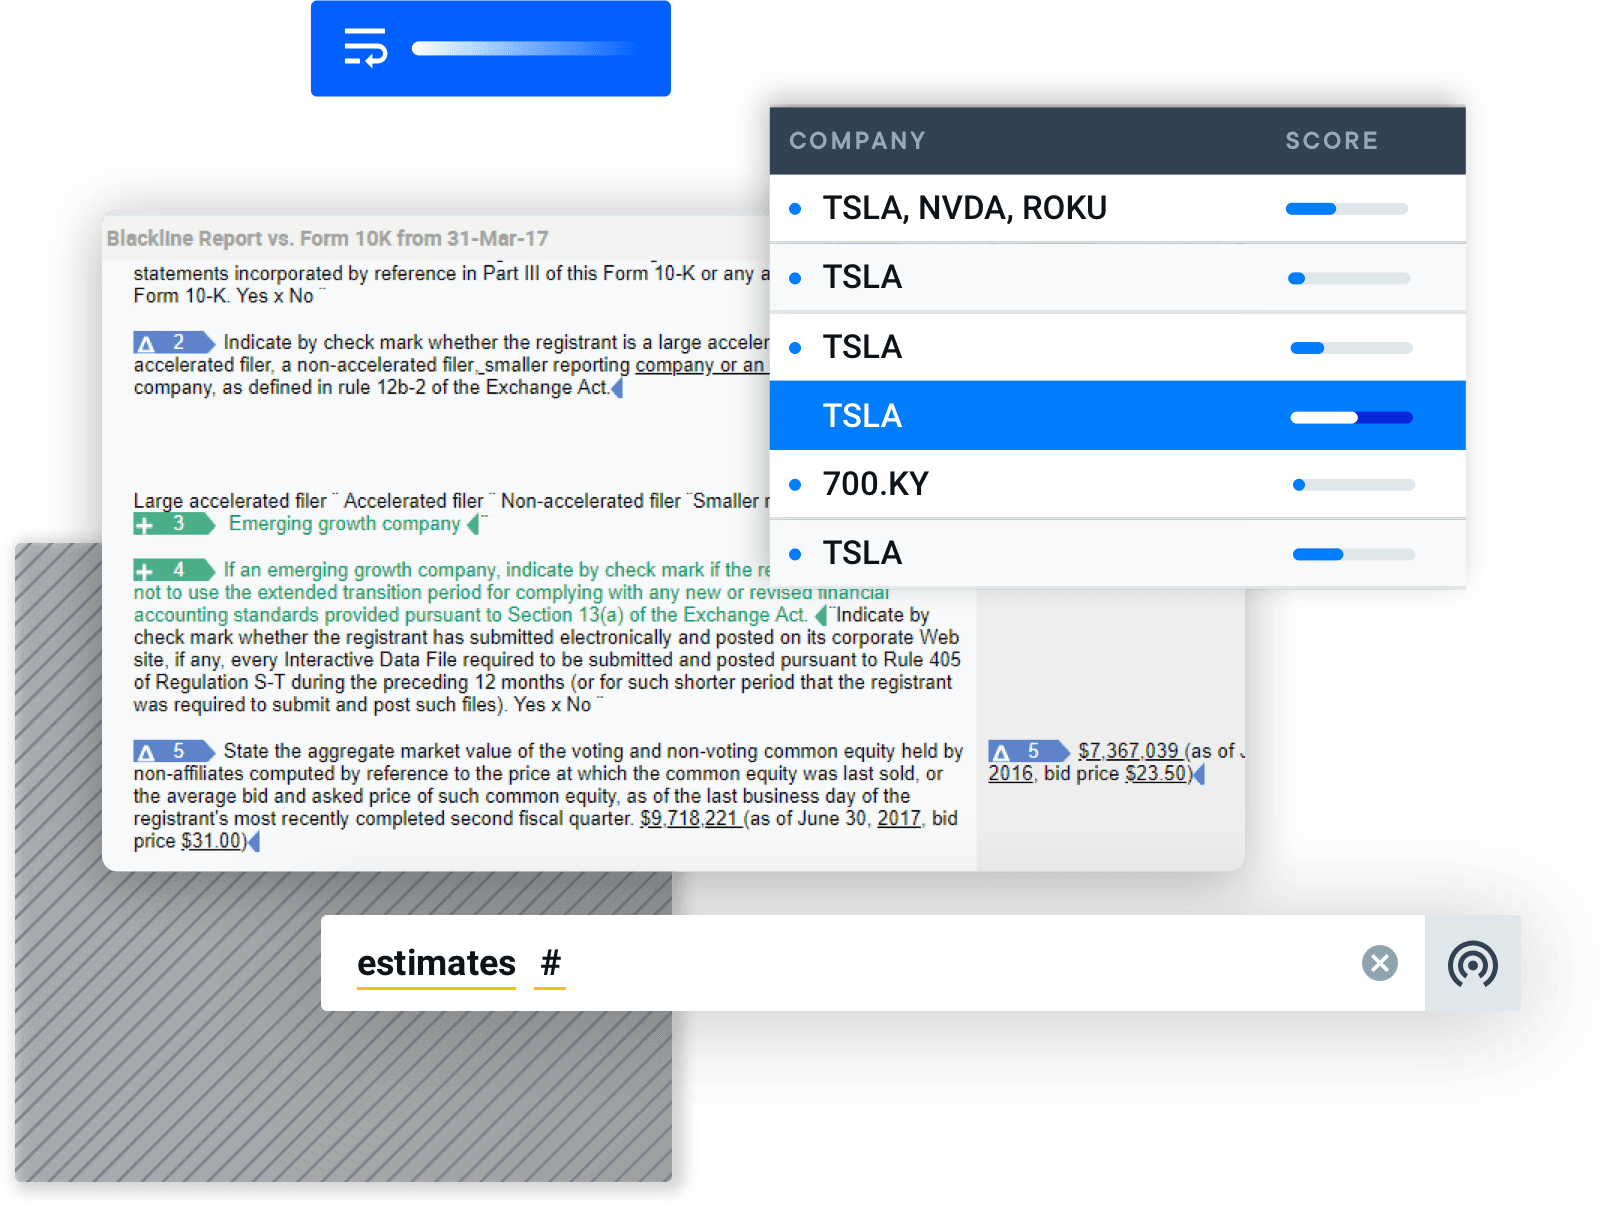 COMPANY SCORE
TSLA, NVDA, ROKU
TSLA
TSLA
TSLA
700.KY
TSLA
Blackline Report vs. Form 10K from 31-Mar-17
statements incorporated by reference in Part III of this Form 10-K or any a
Form 10-K. Yes x No ¨
Δ 2 Indicate by check mark whether the registrant is a large acceler
accelerated filer, a non-accelerated filer, smaller reporting company or an
company, as defined in rule 12b-2 of the Exchange Act.
Large accelerated filer ¨ Accelerated filer ¨ Non-accelerated filer ¨Smaller r
+ 3 Emerging growth company ¨
+ 4 If an emerging growth company, indicate by check mark if the re
not to use the extended transition period for complying with any new or revised financial
accounting standards provided pursuant to Section 13(a) of the Exchange Act. ¨Indicate by
check mark whether the registrant has submitted electronically and posted on its corporate Web
site, if any, every Interactive Data File required to be submitted and posted pursuant to Rule 405
of Regulation S-T during the preceding 12 months (or for such shorter period that the registrant
was required to submit and post such files). Yes x No ¨
Δ 5 State the aggregate market value of the voting and non-voting common equity held by
non-affiliates computed by reference to the price at which the common equity was last sold, or
the average bid and asked price of such common equity, as of the last business day of the
registrant's most recently completed second fiscal quarter. $9,718,221 (as of June 30, 2017, bid
price $31.00)
Δ 5 $7,367,039 (as of J
2016, bid price $23.50)
estimates #